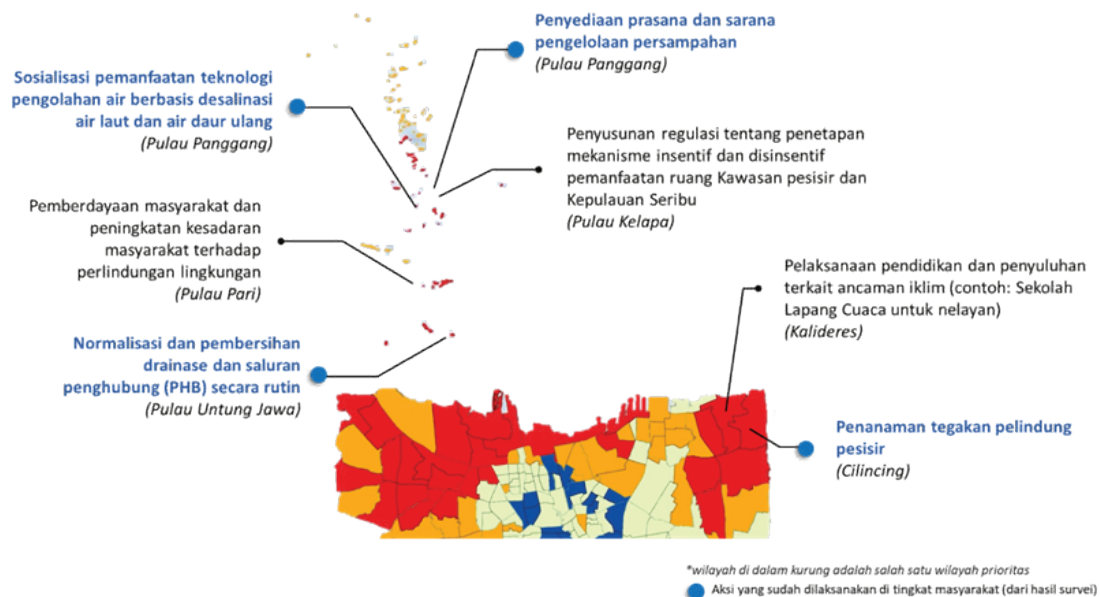 Penyediaan prasana dan sarana
pengelolaan persampahan
(Pulau Panggang)
Sosialisasi pemanfaatan teknologi
pengolahan air berbasis desalinasi
air laut dan air daur ulang
(Pulau Panggang)
Penyusunan regulasi tentang penetapan
mekanisme insentif dan disinsentif
pemanfaatan ruang Kawasan pesisir dan
Kepulauan Seribu
(Pulau Kelapa)
Pemberdayaan masyarakat dan
peningkatan kesadaran
masyarakat terhadap
perlindungan lingkungan
(Pulau Pari)
Pelaksanaan pendidikan dan penyuluhan
terkait ancaman iklim (contoh: Sekolah
Lapang Cuaca untuk nelayan)
(Kalideres)
Normalisasi dan pembersihan
drainase dan saluran
penghubung (PHB) secara rutin
(Pulau Untung Jawa)
Penanaman tegakan pelindung
pesisir
(Cilincing)
*wilayah di dalam kurung adalah salah satu wilayah prioritas
Aksi yang sudah dilaksanakan di tingkat masyarakat (dari hasil survei)